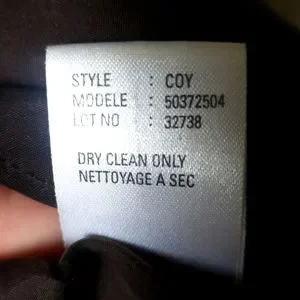 STYLE : COY
MODELE : 50372504
LOT NO : 32738
DRY CLEAN ONLY
NETTOYAGE A SEC